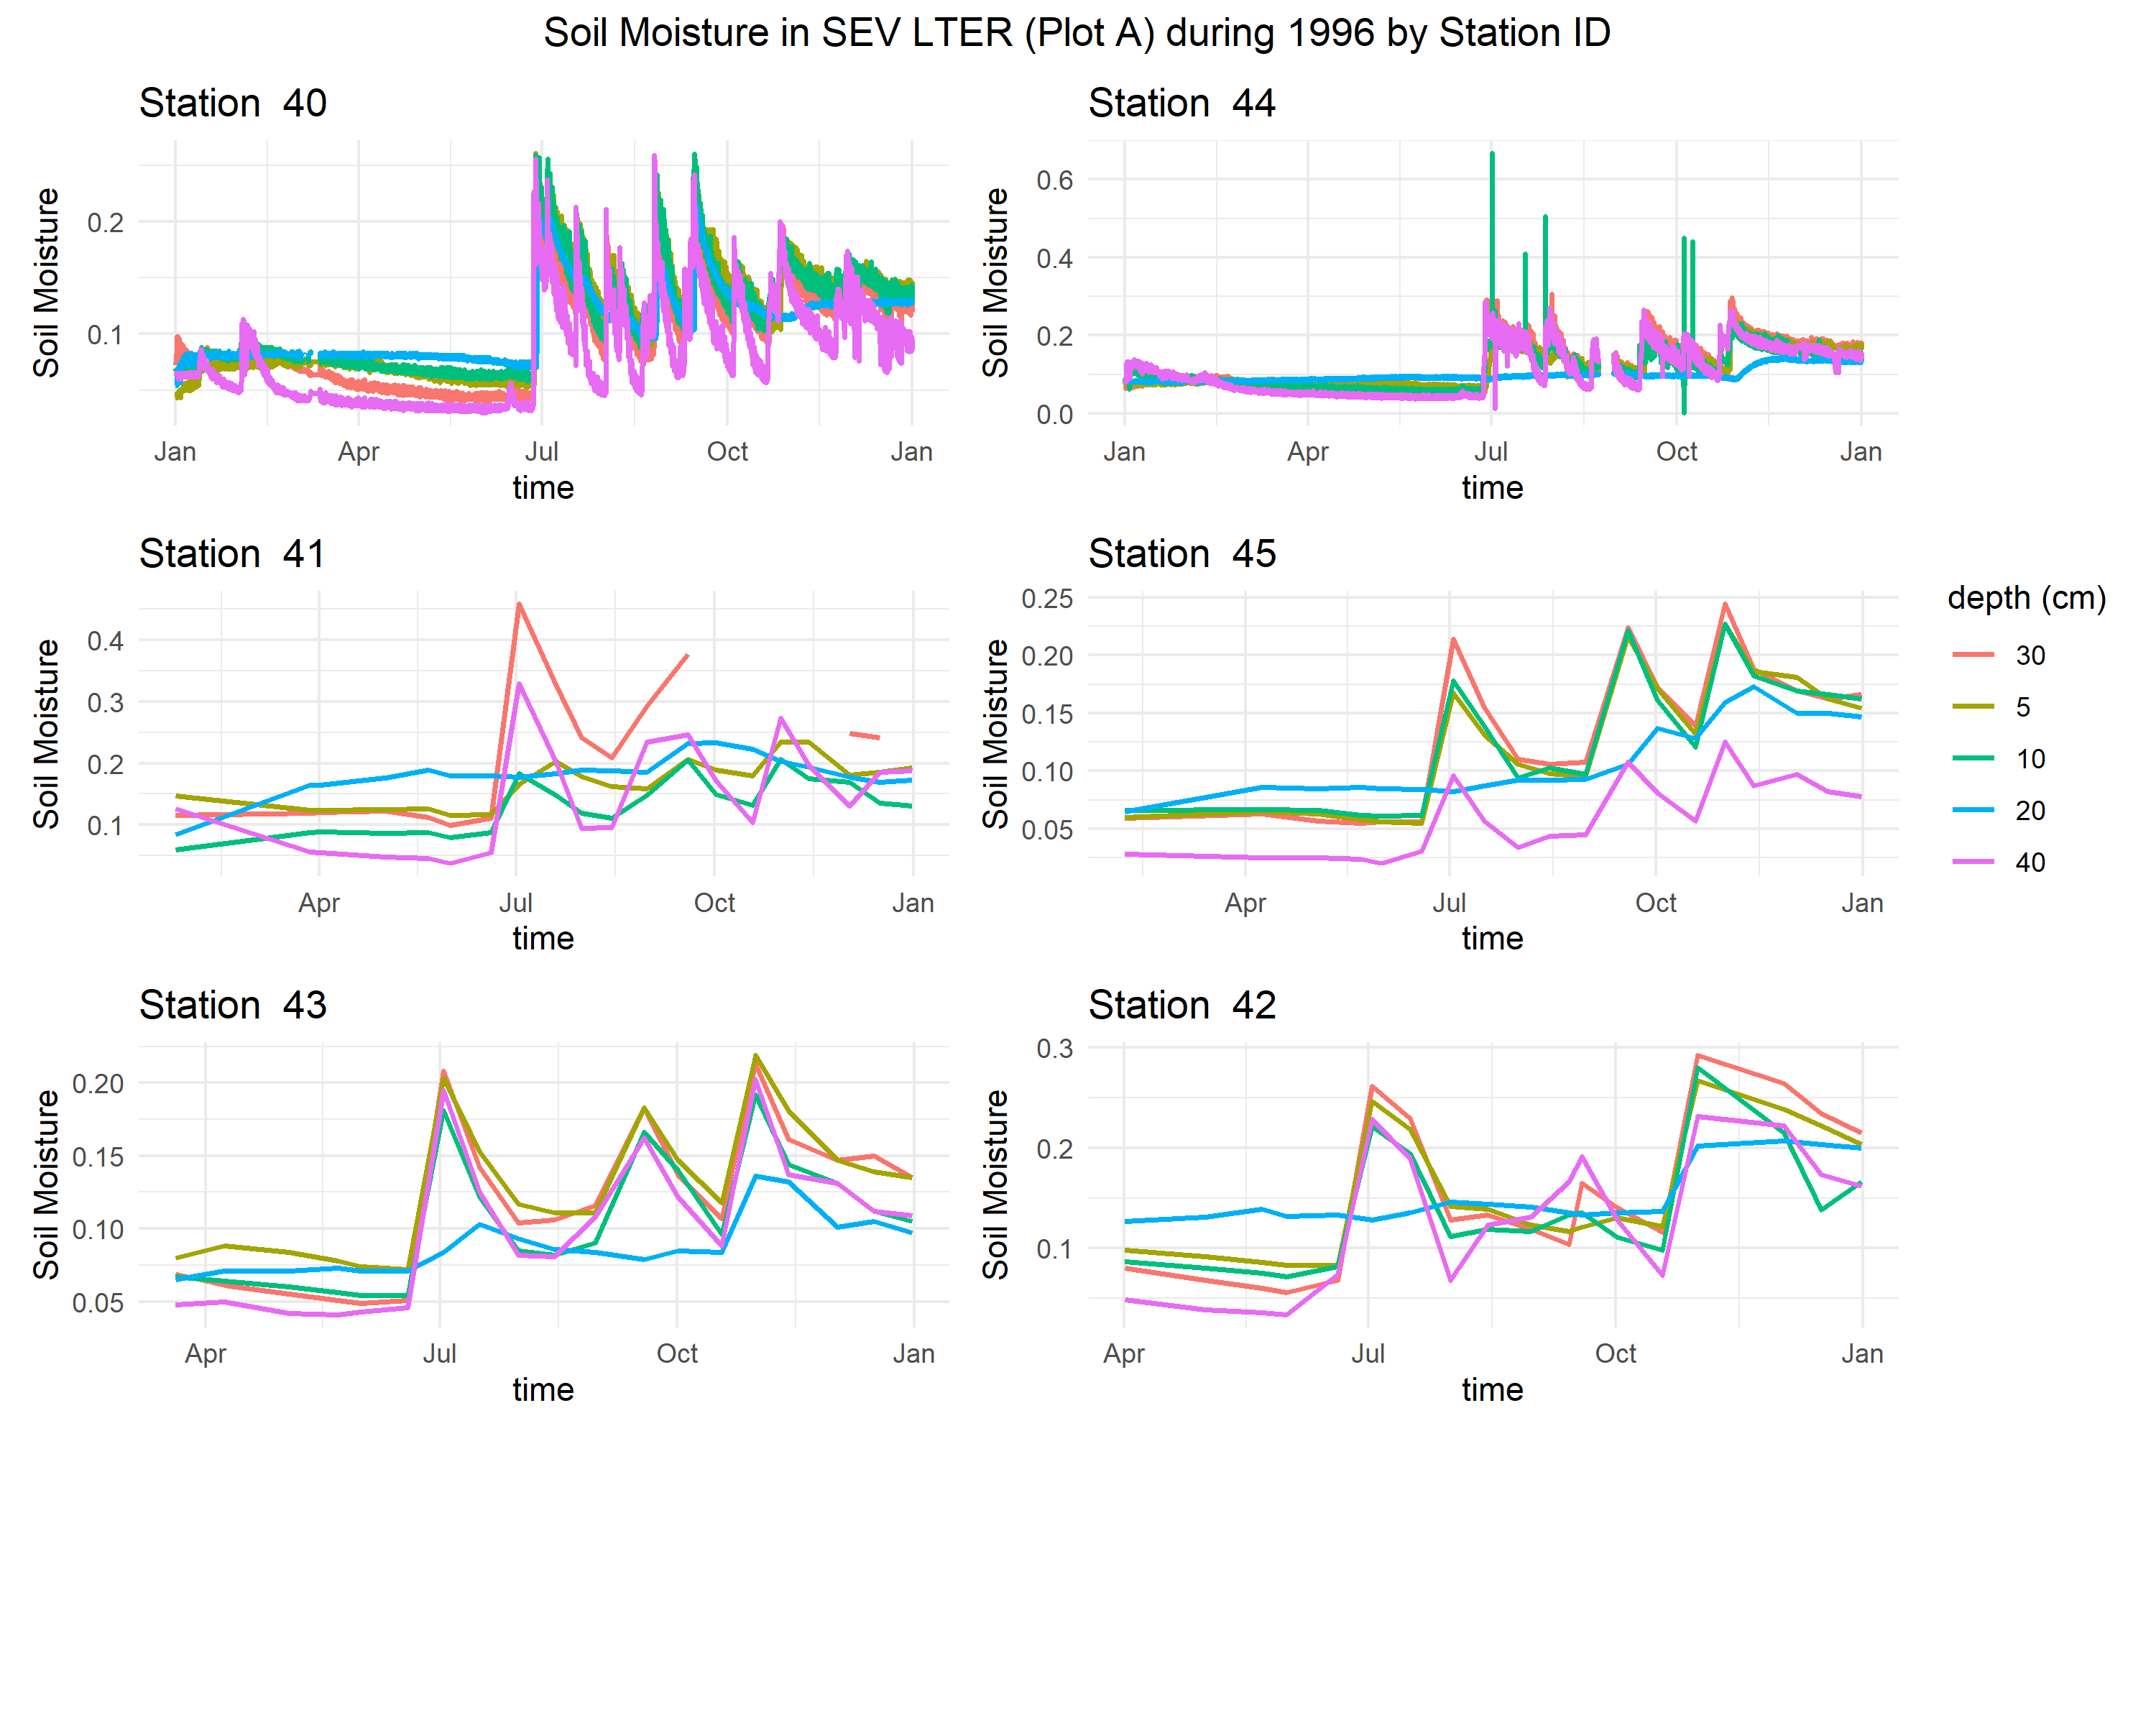 Soil Moisture in SEV LTER (Plot A) during 1996 by Station ID
Station 40
Soil Moisture
0.2
0.1
Jan Apr Jul Oct Jan
time
Station 44
Soil Moisture
0.6
0.4
0.2
0.0
Jan Apr Jul Oct Jan
time
Station 41
Soil Moisture
0.4
0.3
0.2
0.1
Apr Jul Oct Jan
time
Station 45
Soil Moisture
0.25
0.20
0.15
0.10
0.05
Apr Jul Oct Jan
time
depth (cm)
30
5
10
20
40
Station 43
Soil Moisture
0.20
0.15
0.10
0.05
Apr Jul Oct Jan
time
Station 42
Soil Moisture
0.3
0.2
0.1
Apr Jul Oct Jan
time